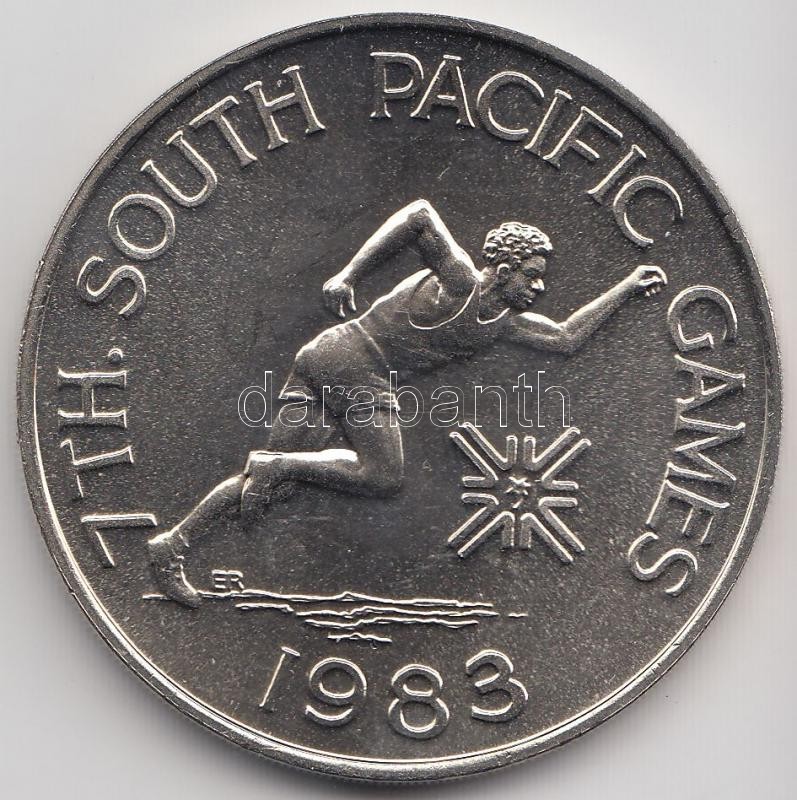 7TH. SOUTH PACIFIC GAMES
darabanth
ER
1983